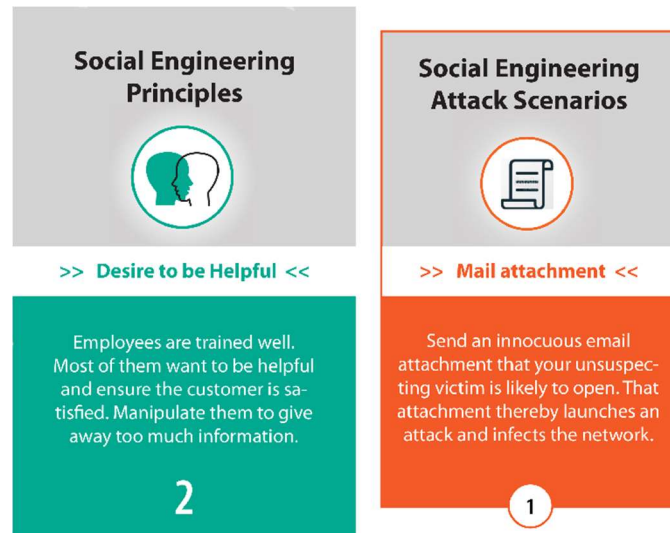 Social Engineering
Principles
>> Desire to be Helpful <<
Employees are trained well.
Most of them want to be helpful
and ensure the customer is sa-
tisfied. Manipulate them to give
away too much information.
2
Social Engineering
Attack Scenarios
>> Mail attachment <<
Send an innocuous email
attachment that your unsuspec-
ting victim is likely to open. That
attachment thereby launches an
attack and infects the network.
1